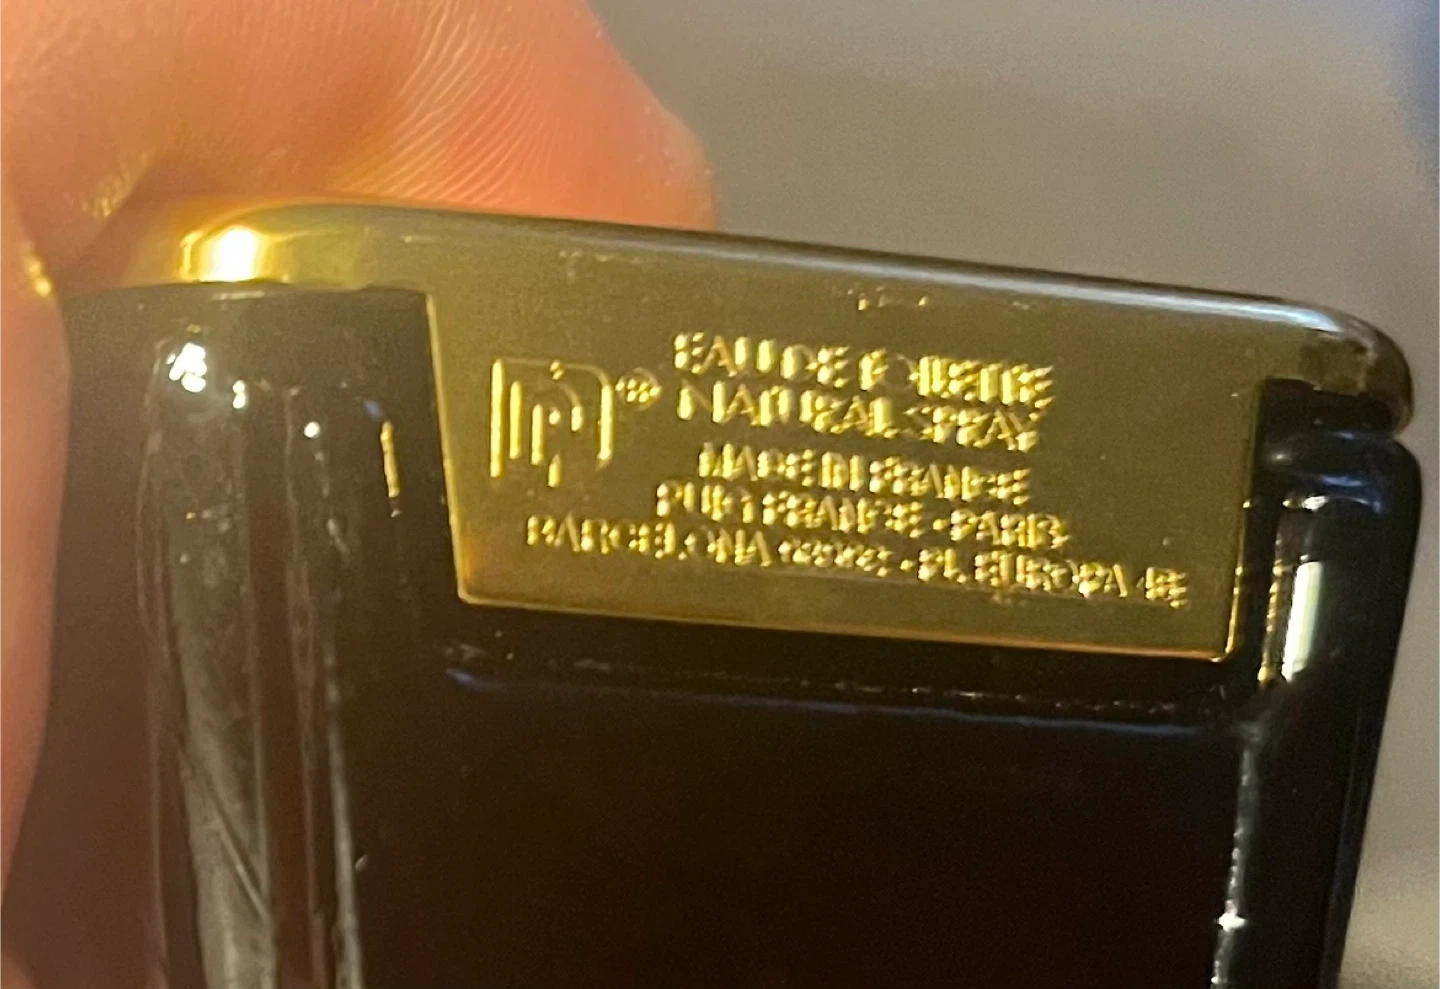 EAU DE TOILETTE
NATURAL SPRAY
MADE IN FRANCE
PUIG FRANCE • PARIS
BARCELONA • PL EUROPA